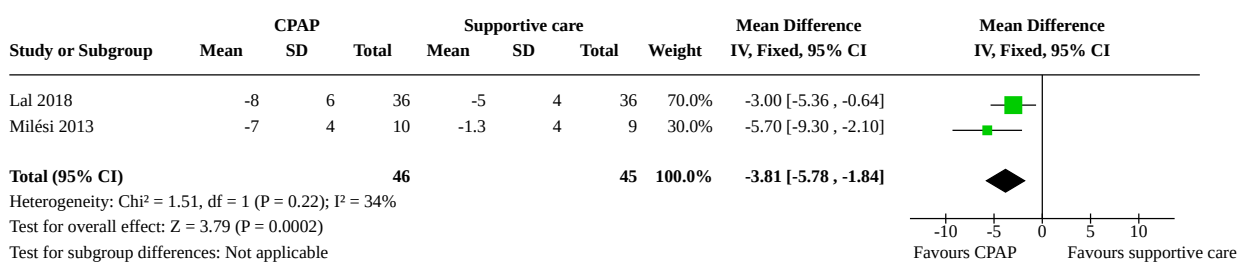 CPAP Supportive care Mean Difference Mean Difference
Study or Subgroup Mean SD Total Mean SD Total Weight IV, Fixed, 95% CI IV, Fixed, 95% CI
Lal 2018 -8 6 36 -5 4 36 70.0% -3.00 [-5.36 , -0.64]
Milési 2013 -7 4 10 -1.3 4 9 30.0% -5.70 [-9.30 , -2.10]
Total (95% CI) 46 45 100.0% -3.81 [-5.78 , -1.84]
Heterogeneity: Chi² = 1.51, df = 1 (P = 0.22); I² = 34%
Test for overall effect: Z = 3.79 (P = 0.0002)
-10 -5 0 5 10
Test for subgroup differences: Not applicable
Favours CPAP Favours supportive care